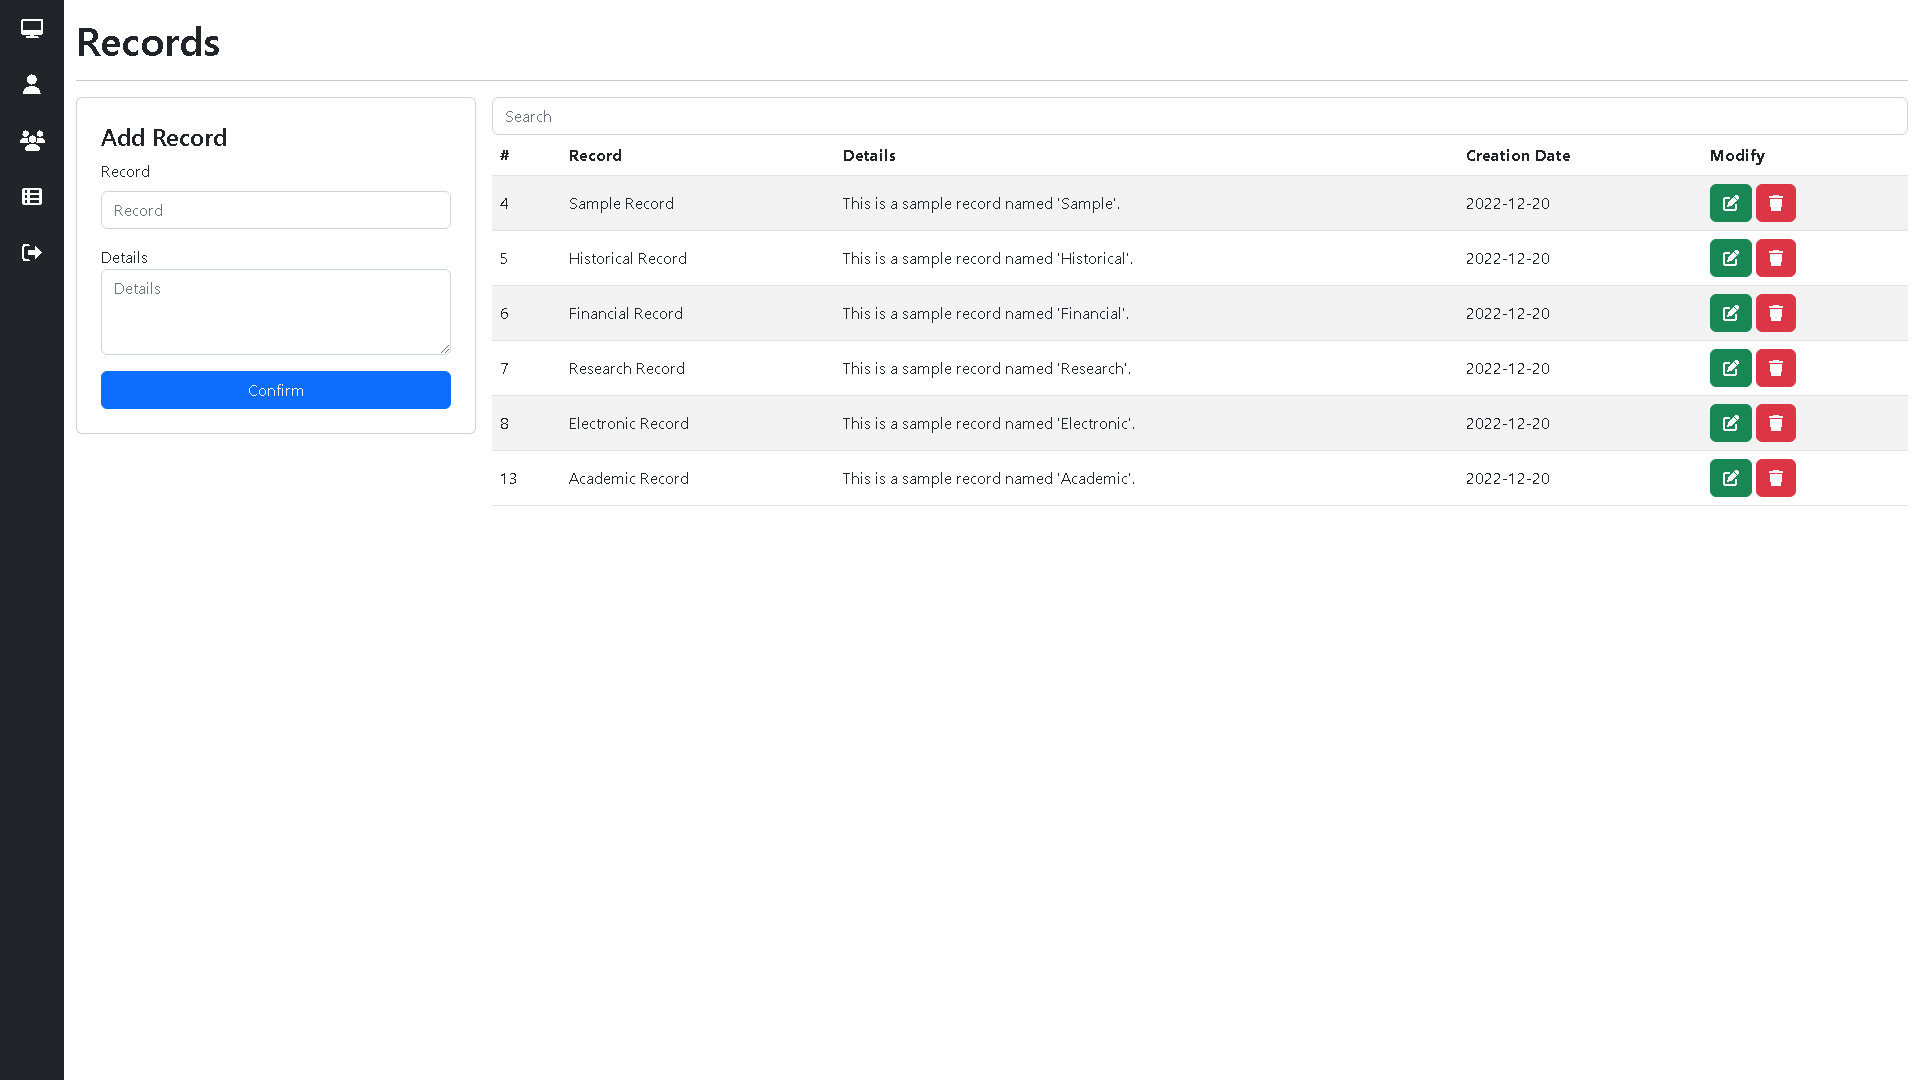 Records
Add Record
Record
Record
Details
Details
Confirm
Search
# Record Details Creation Date Modify
4 Sample Record This is a sample record named 'Sample'. 2022-12-20
5 Historical Record This is a sample record named 'Historical'. 2022-12-20
6 Financial Record This is a sample record named 'Financial'. 2022-12-20
7 Research Record This is a sample record named 'Research'. 2022-12-20
8 Electronic Record This is a sample record named 'Electronic'. 2022-12-20
13 Academic Record This is a sample record named 'Academic'. 2022-12-20